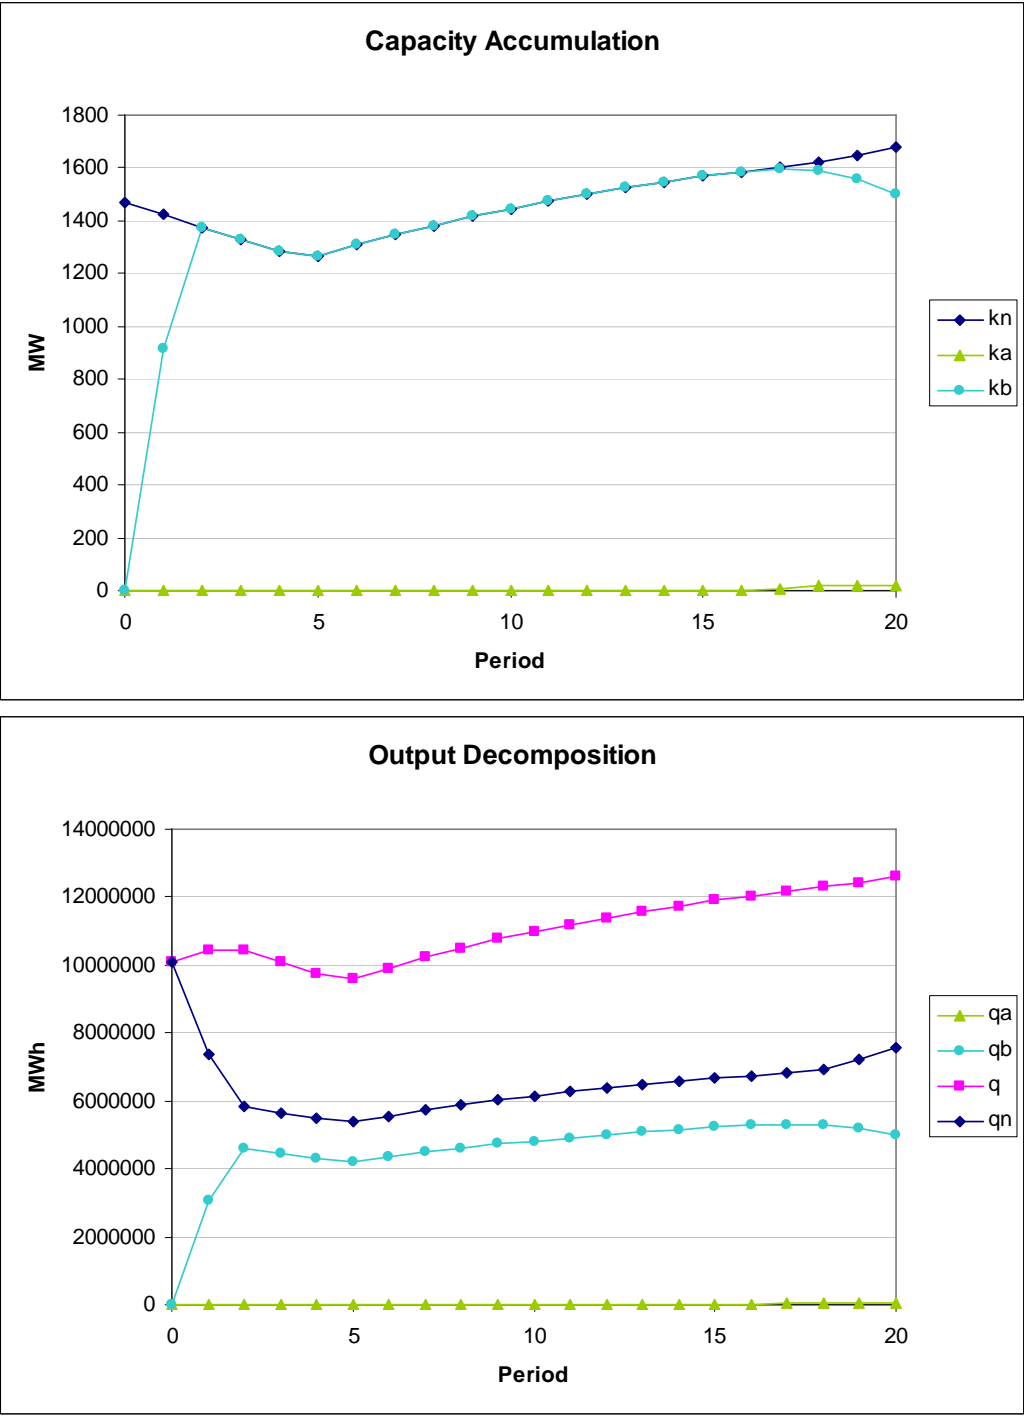 Capacity Accumulation
1800
1600
1400
1200
1000
800
600
400
200
0
MW
0 5 10 15 20
Period
kn
ka
kb
Output Decomposition
14000000
12000000
10000000
8000000
6000000
4000000
2000000
0
MWh
0 5 10 15 20
Period
qa
qb
q
qn